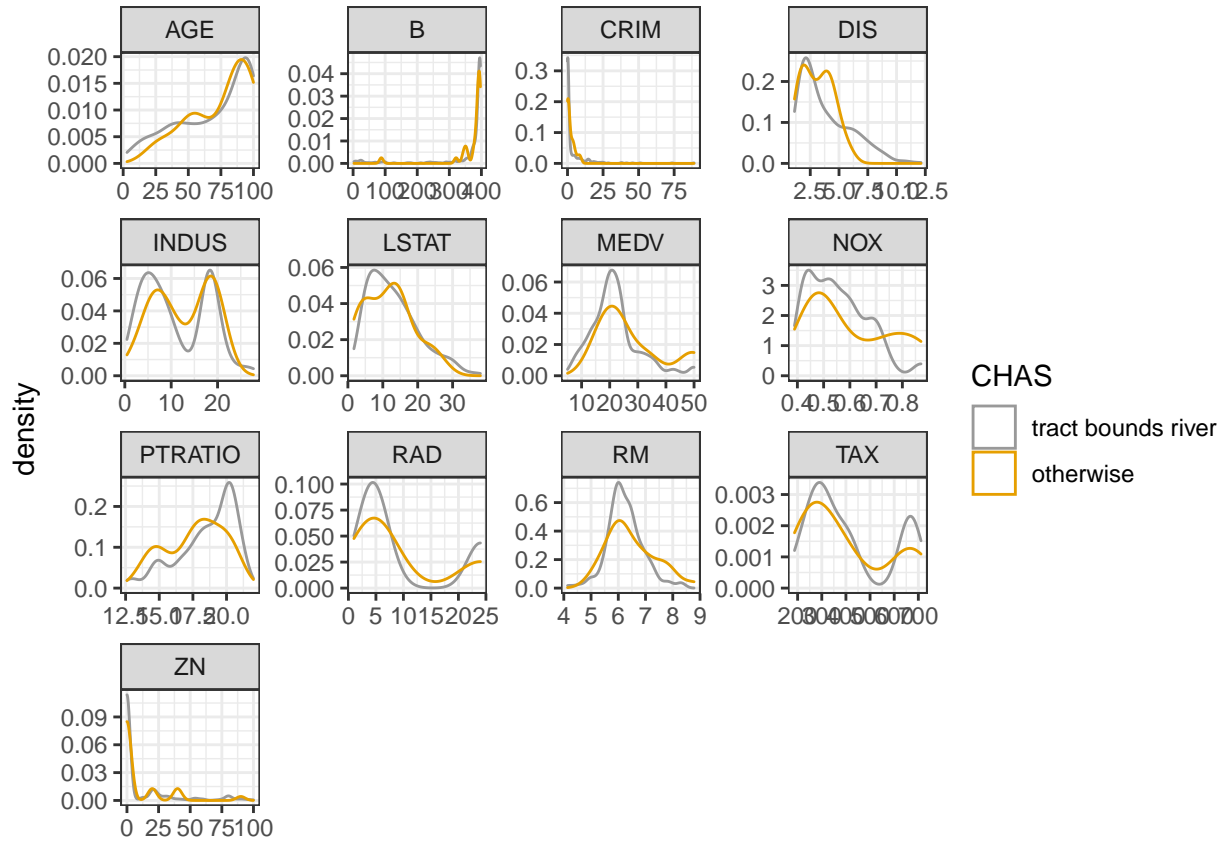 AGE B CRIM DIS
0.020 0.015 0.010 0.005 0.000
0 25 50 75 100
0.04 0.03 0.02 0.01 0.00
0 100 200 300 400
0.3 0.2 0.1 0.0
0 25 50 75
0.2 0.1 0.0
2.5 5.0 7.5 10.0 12.5
INDUS LSTAT MEDV NOX
0.06 0.04 0.02 0.00
0 10 20
0.06 0.04 0.02 0.00
0 10 20 30
0.06 0.04 0.02 0.00
10 20 30 40 50
3 2 1 0
0.4 0.5 0.6 0.7 0.8
PTRATIO RAD RM TAX
0.2 0.1 0.0
12.5 15.0 17.5 20.0
0.100 0.075 0.050 0.025 0.000
0 5 10 15 20 25
0.6 0.4 0.2 0.0
4 5 6 7 8 9
0.003 0.002 0.001 0.000
200 300 400 500 600 700
ZN
0.09 0.06 0.03 0.00
0 25 50 75 100
density
CHAS
tract bounds river
otherwise